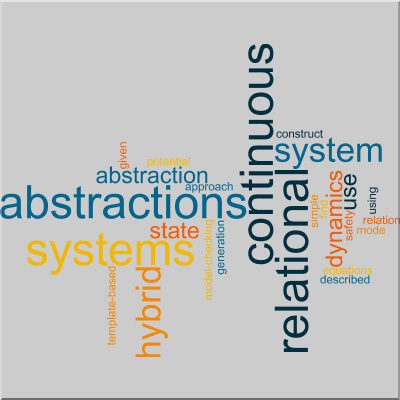 continuous
construct
system
given
potential
abstraction
approach
relational
dynamics
use
using
simple
find
safety
relation
mode
abstractions
state
systems
model-checking
generation
hybrid
template-based
equations
described